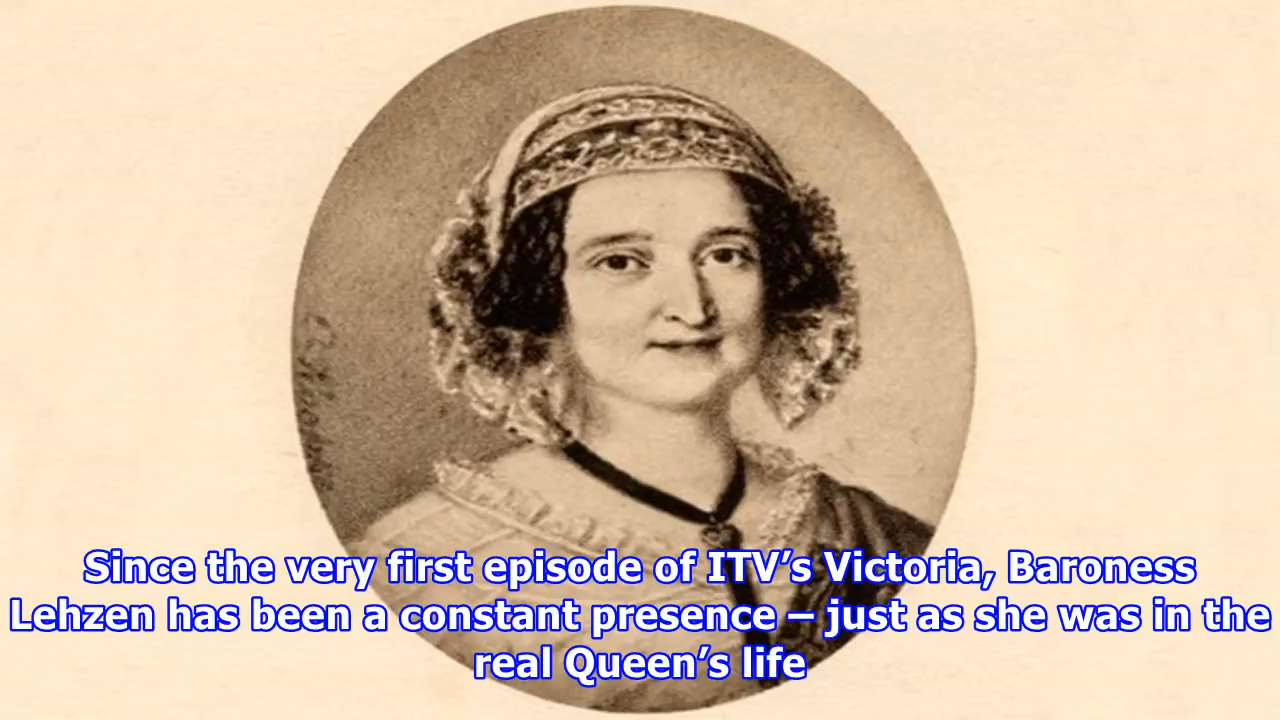 Since the very first episode of ITV’s Victoria, Baroness
Lehzen has been a constant presence – just as she was in the
real Queen’s life